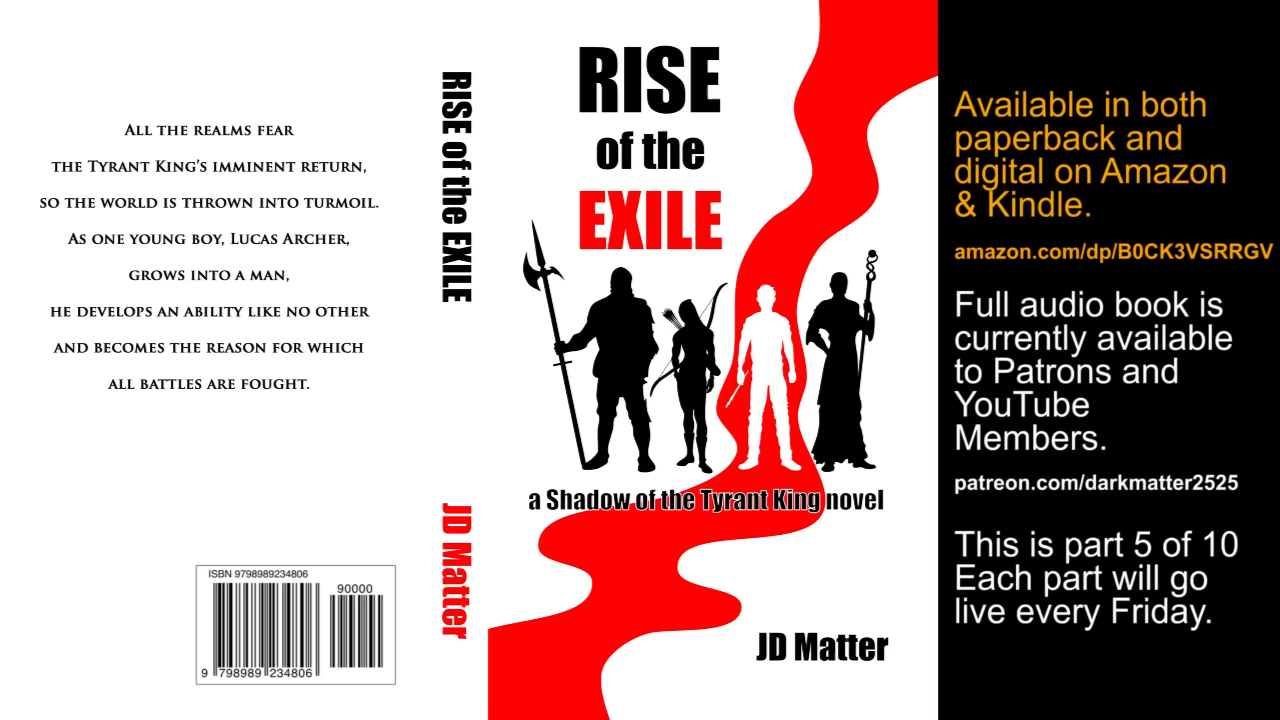 ALL THE REALMS FEAR
THE TYRANT KING'S IMMINENT RETURN,
SO THE WORLD IS THROWN INTO TURMOIL.
AS ONE YOUNG BOY, LUCAS ARCHER,
GROWS INTO A MAN,
HE DEVELOPS AN ABILITY LIKE NO OTHER
AND BECOMES THE REASON FOR WHICH
ALL BATTLES ARE FOUGHT.
ISBN 9798989234806
90000
9 798989 234806
RISE of the EXILE
JD Matter
RISE
of the
EXILE
a Shadow of the Tyrant King novel
JD Matter
Available in both
paperback and
digital on Amazon
& Kindle.
amazon.com/dp/B0CK3VSRRGV
Full audio book is
currently available
to Patrons and
YouTube
Members.
patreon.com/darkmatter2525
This is part 5 of 10
Each part will go
live every Friday.